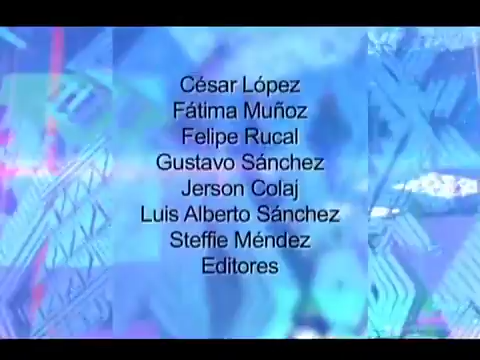 César López
Fátima Muñoz
Felipe Rucal
Gustavo Sánchez
Jerson Colaj
Luis Alberto Sánchez
Steffie Méndez
Editores